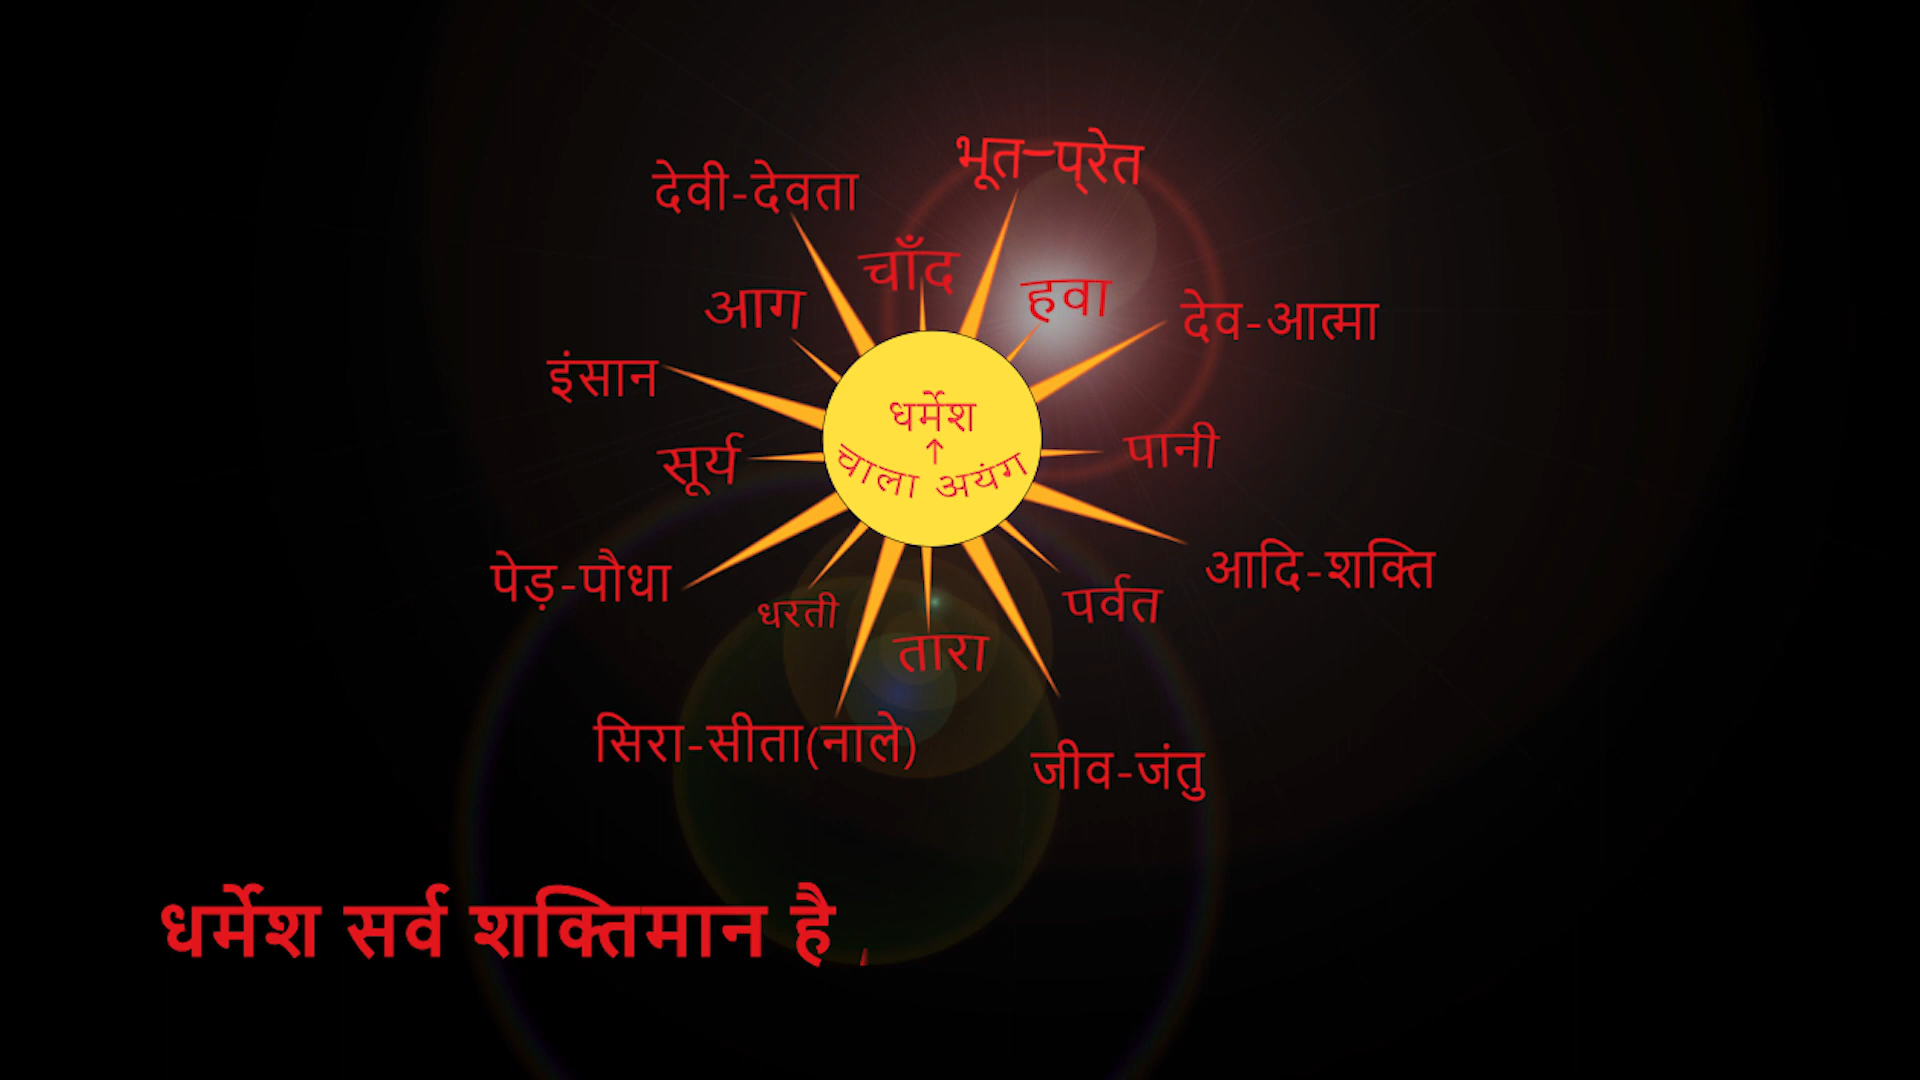 भूत-प्रेत
देवी-देवता
चाँद
हवा
आग
देव-आत्मा
इंसान
धर्मेश
↑
चाला अयंग
सूर्य
पानी
पेड़-पौधा
आदि-शक्ति
धरती
पर्वत
तारा
सिरा-सीता(नाले)
जीव-जंतु
धर्मेश सर्व शक्तिमान है ,